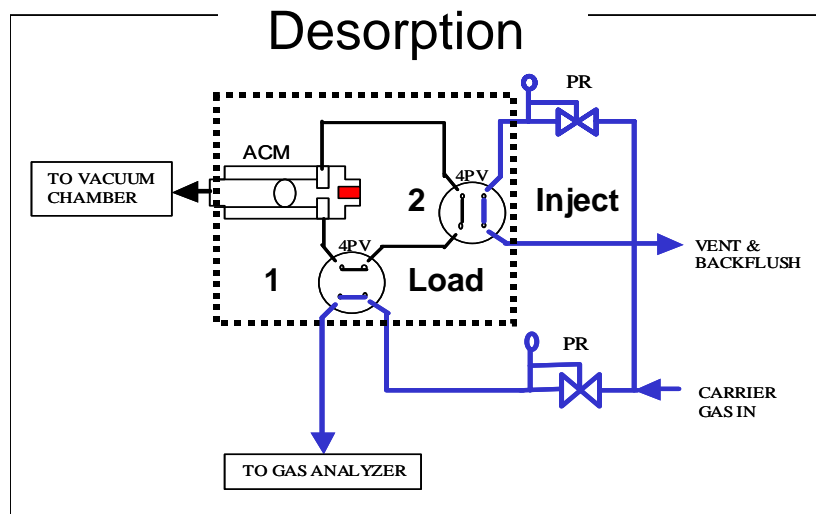 Desorption
PR
ACM
TO VACUUM
CHAMBER
4PV
2
Inject
4PV
VENT &
BACKFLUSH
1
Load
PR
CARRIER
GAS IN
TO GAS ANALYZER